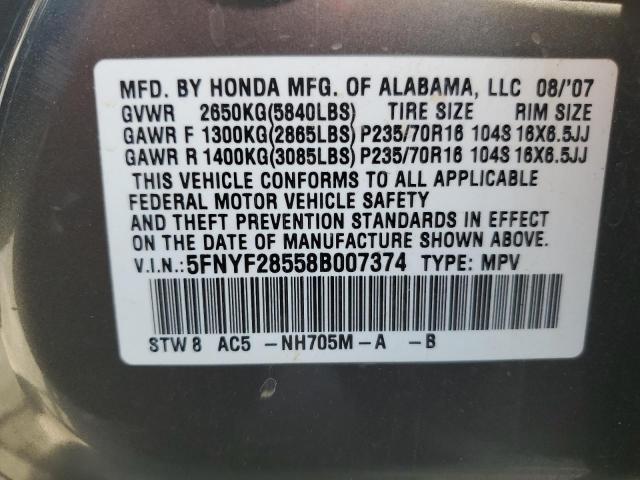 MFD. BY HONDA MFG. OF ALABAMA, LLC 08/'07
GVWR 2650KG(5840LBS) TIRE SIZE RIM SIZE
GAWR F 1300KG(2865LBS) P235/70R16 104S 16X6.5JJ
GAWR R 1400KG(3085LBS) P235/70R16 104S 16X6.5JJ
THIS VEHICLE CONFORMS TO ALL APPLICABLE
FEDERAL MOTOR VEHICLE SAFETY
AND THEFT PREVENTION STANDARDS IN EFFECT
ON THE DATE OF MANUFACTURE SHOWN ABOVE.
V.I.N.: 5FNYF28558B007374 TYPE: MPV
STW 8 AC5 -NH705M-A -B